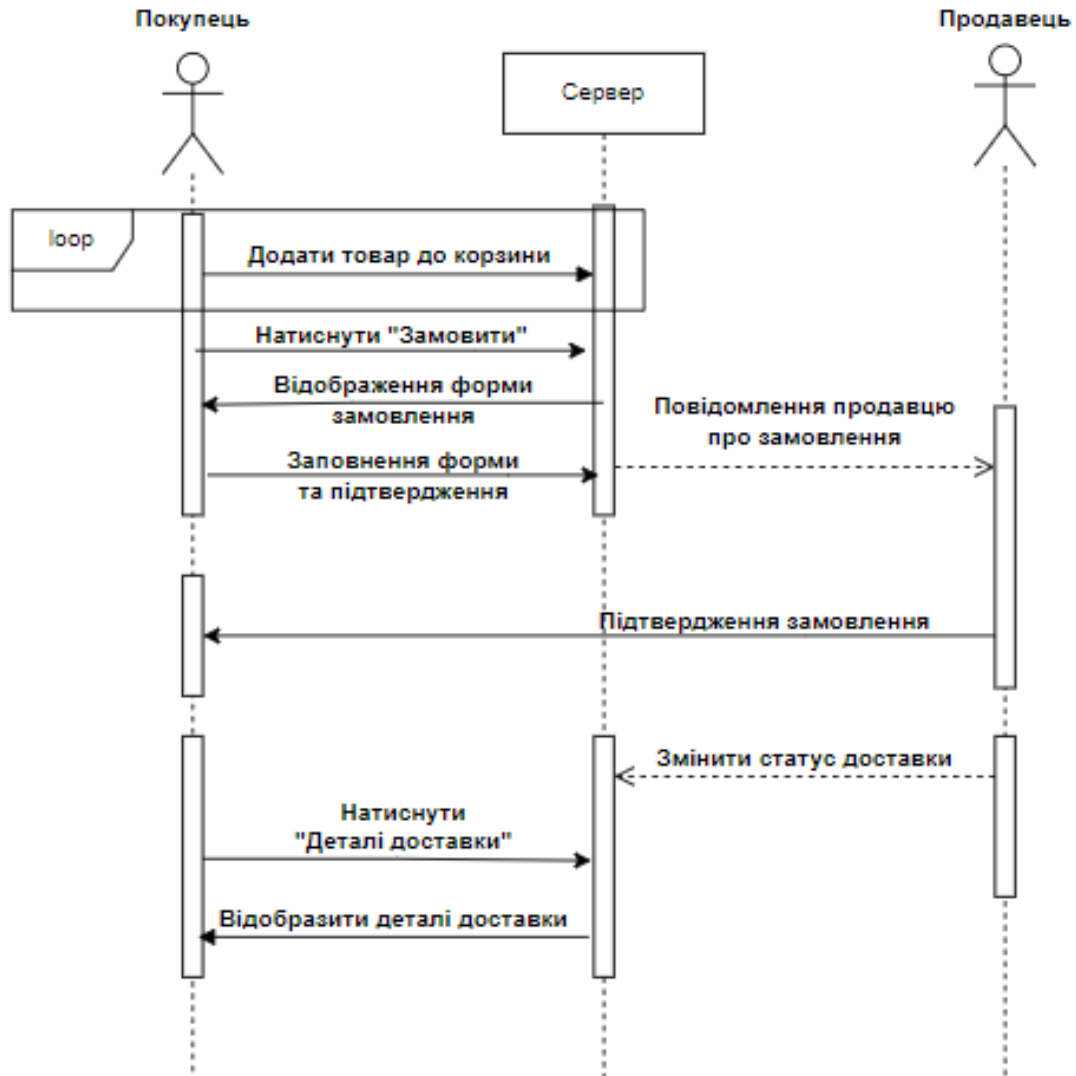 Покупець
Продавець
Сервер
loop
Додати товар до корзини
Натиснути "Замовити"
Відображення форми
замовлення
Повідомлення продавцю
про замовлення
Заповнення форми
та підтвердження
Підтвердження замовлення
Змінити статус доставки
Натиснути
"Деталі доставки"
Відобразити деталі доставки